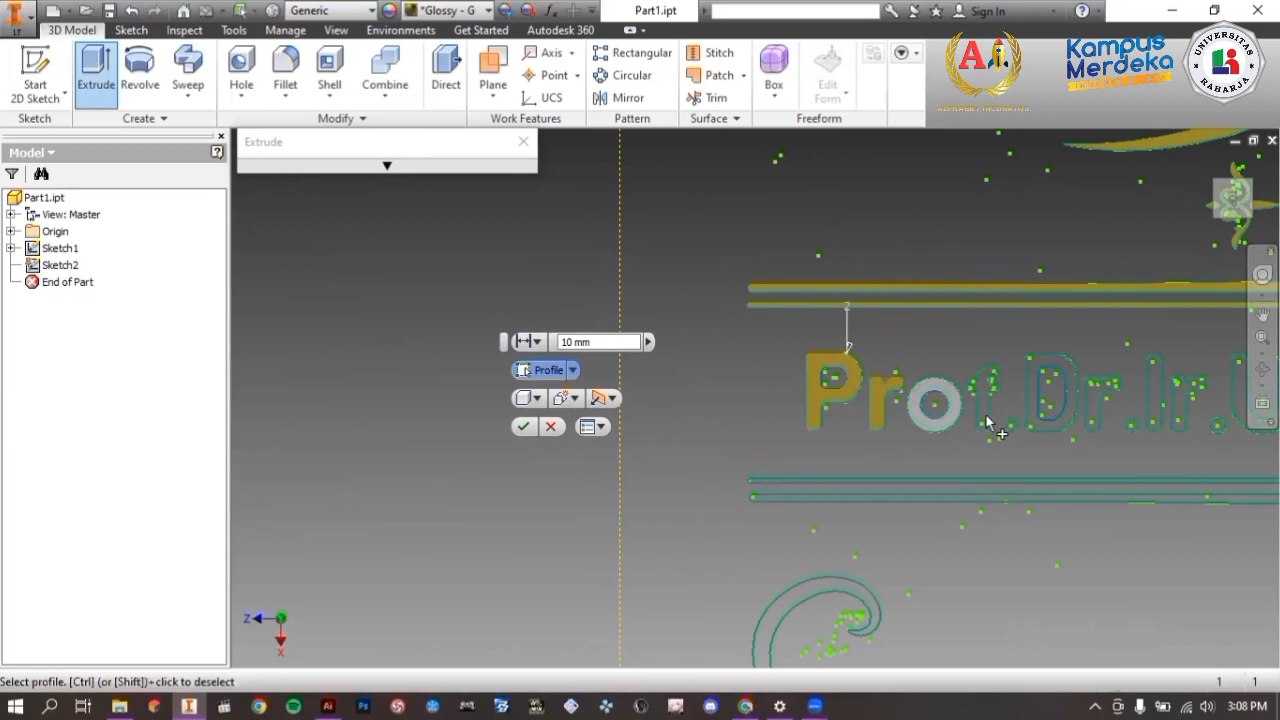 Generic
*Glossy - G
Part1.ipt
Sign In
LT
3D Model
Sketch
Inspect
Tools
Manage
View
Environments
Get Started
Autodesk 360
Start
2D Sketch
Extrude
Revolve
Sweep
Hole
Fillet
Shell
Combine
Direct
Plane
Axis
Point
UCS
Rectangular
Circular
Mirror
Stitch
Patch
Trim
Box
Edit
Form
Sketch
Create
Modify
Work Features
Pattern
Surface
Freeform
Kampus
Merdeka
INDONESIA
UNIVERSITAS
RAHARJA
Model
Extrude
Part1.ipt
View: Master
Origin
Sketch1
Sketch2
End of Part
10 mm
Profile
Prof.Dr.Ir.
Z
X
Select profile. [Ctrl] (or [Shift])+click to deselect
1
1
3:08 PM